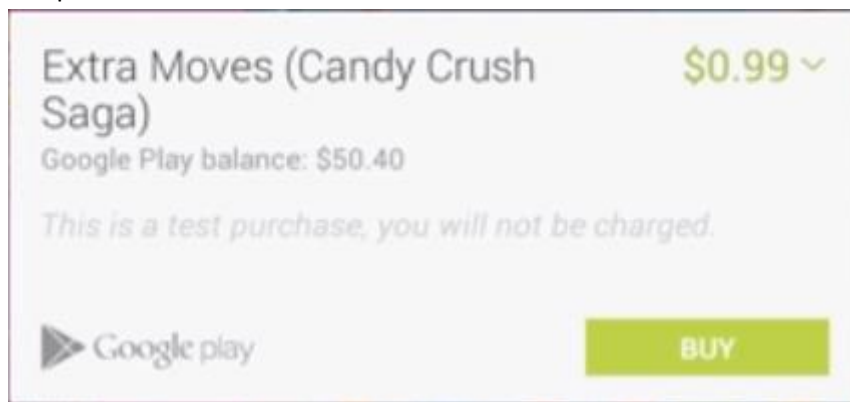 Extra Moves (Candy Crush
Saga)
$0.99
Google Play balance: $50.40
This is a test purchase, you will not be charged.
Google play
BUY